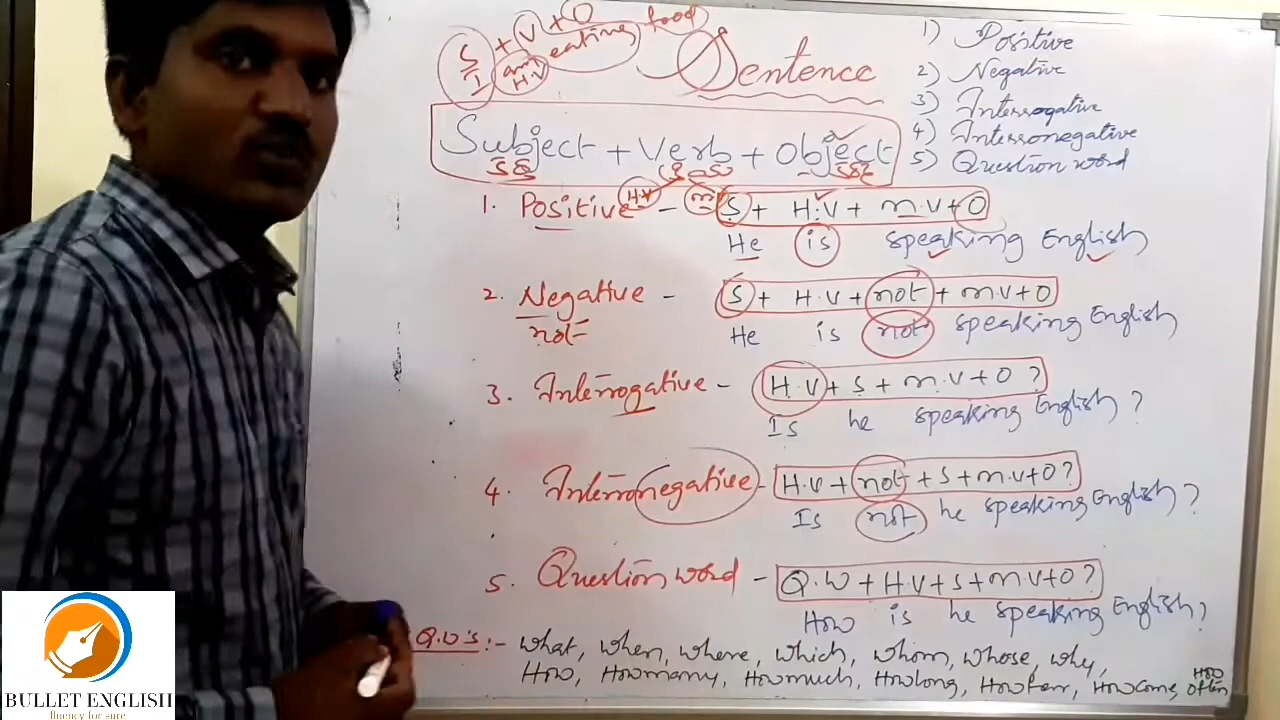 S + V + O
I am eating food
H.V
Sentence
1) Positive
2) Negative
3) Interrogative
4) Interronegative
5) Question word
Subject + Verb + Object
1. Positive - S + H.V + m.v + O
H.V m
He is speaking English
2. Negative - S + H.V + not + m.v + O
not
He is not speaking English
3. Interrogative - H.V + S + m.v + O ?
Is he speaking English ?
4. Interronegative - H.V + not + S + m.v + O ?
Is not he speaking English ?
5. Question word - Q.W + H.V + S + m.v + O ?
How is he speaking English ?
Q.W's :- what, when, where, which, whom, whose, why,
How, How many, How much, How long, How far, How come, How often
BULLET ENGLISH
fluency for sure